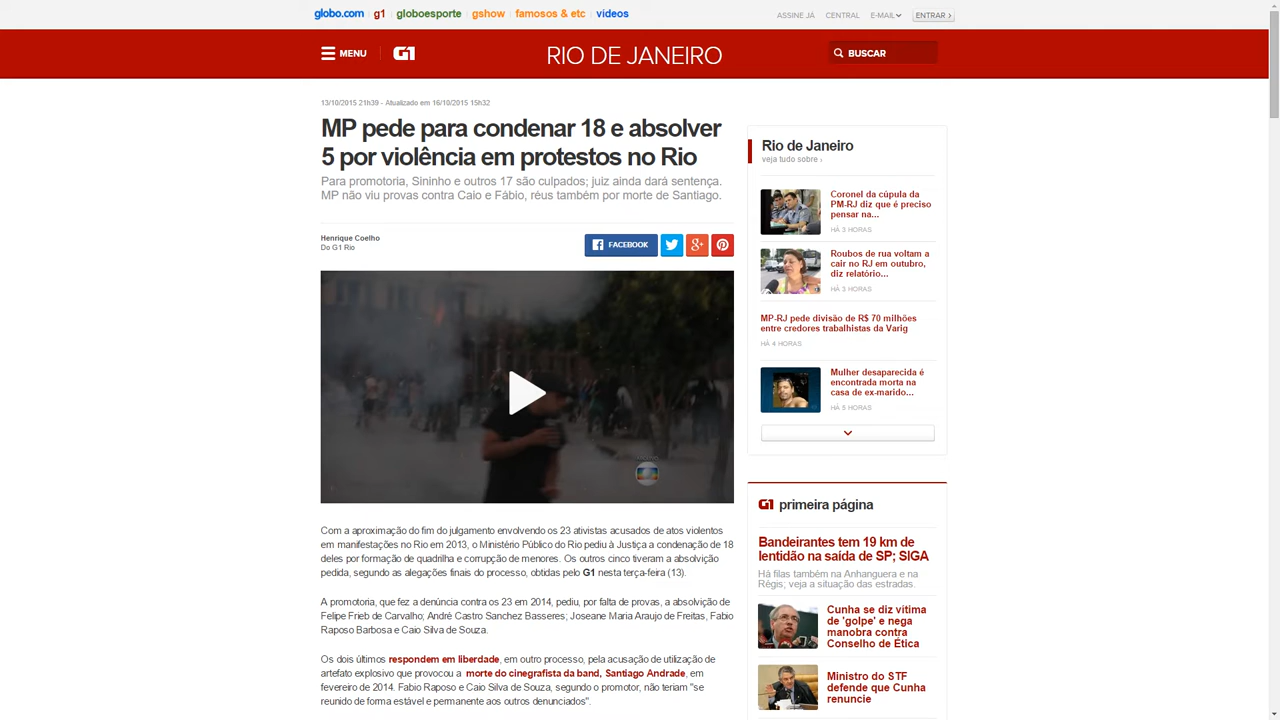 globo.com g1 globoesporte gshow famosos & etc vídeos
ASSINE JÁ CENTRAL E-MAIL ENTRAR ›
MENU G1 RIO DE JANEIRO BUSCAR
13/10/2015 21h39 - Atualizado em 16/10/2015 15h32
MP pede para condenar 18 e absolver
5 por violência em protestos no Rio
Para promotoria, Sininho e outros 17 são culpados; juiz ainda dará sentença.
MP não viu provas contra Caio e Fábio, réus também por morte de Santiago.
Henrique Coelho
Do G1 Rio
FACEBOOK
Com a aproximação do fim do julgamento envolvendo os 23 ativistas acusados de atos violentos
em manifestações no Rio em 2013, o Ministério Público do Rio pediu à Justiça a condenação de 18
deles por formação de quadrilha e corrupção de menores. Os outros cinco tiveram a absolvição
pedida, segundo as alegações finais do processo, obtidas pelo G1 nesta terça-feira (13).
A promotoria, que fez a denúncia contra os 23 em 2014, pediu, por falta de provas, a absolvição de
Felipe Frieb de Carvalho; André Castro Sanchez Basseres; Joseane Maria Araujo de Freitas, Fabio
Raposo Barbosa e Caio Silva de Souza.
Os dois últimos respondem em liberdade, em outro processo, pela acusação de utilização de
artefato explosivo que provocou a morte do cinegrafista da band, Santiago Andrade, em
fevereiro de 2014. Fabio Raposo e Caio Silva de Souza, segundo o promotor, não teriam "se
reunido de forma estável e permanente aos outros denunciados".
Rio de Janeiro
veja tudo sobre ›
Coronel da cúpula da
PM-RJ diz que é preciso
pensar na...
HÁ 3 HORAS
Roubos de rua voltam a
cair no RJ em outubro,
diz relatório...
HÁ 3 HORAS
MP-RJ pede divisão de R$ 70 milhões
entre credores trabalhistas da Varig
HÁ 4 HORAS
Mulher desaparecida é
encontrada morta na
casa de ex-marido...
HÁ 5 HORAS
G1 primeira página
Bandeirantes tem 19 km de
lentidão na saída de SP; SIGA
Há filas também na Anhanguera e na
Régis; veja a situação das estradas.
Cunha se diz vítima
de 'golpe' e nega
manobra contra
Conselho de Ética
Ministro do STF
defende que Cunha
renuncie